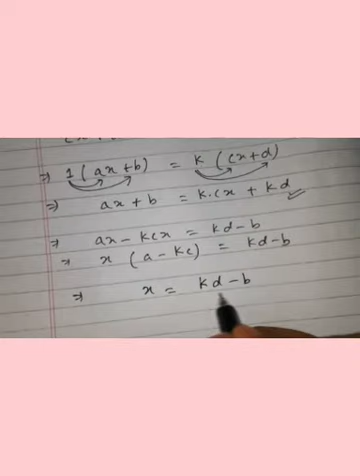 ⇒ 1 (ax+b) = k (cx+d)
⇒ ax + b = k.cx + kd
⇒ ax - kcx = kd - b
⇒ x (a - kc) = kd - b
⇒ x = kd - b